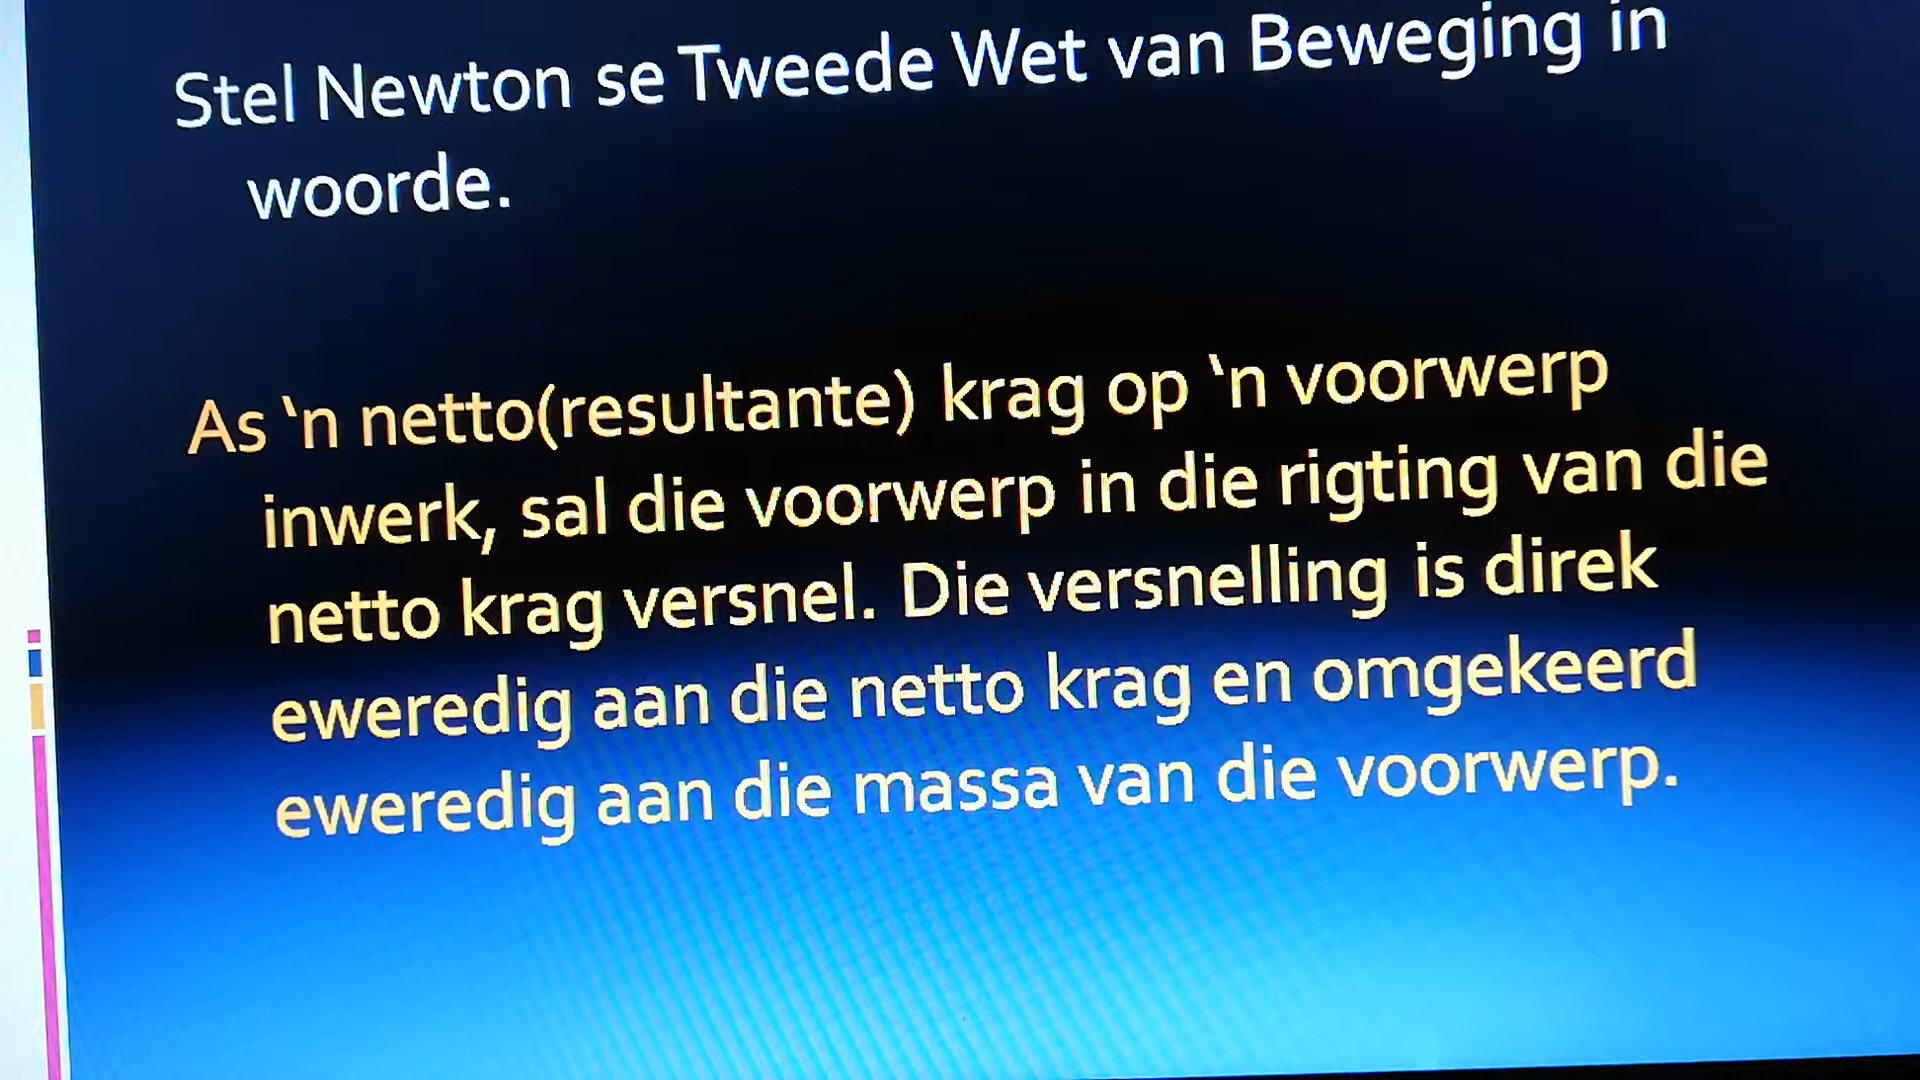 Stel Newton se Tweede Wet van Beweging in
woorde.
As ‘n netto(resultante) krag op ‘n voorwerp
inwerk, sal die voorwerp in die rigting van die
netto krag versnel. Die versnelling is direk
eweredig aan die netto krag en omgekeerd
eweredig aan die massa van die voorwerp.